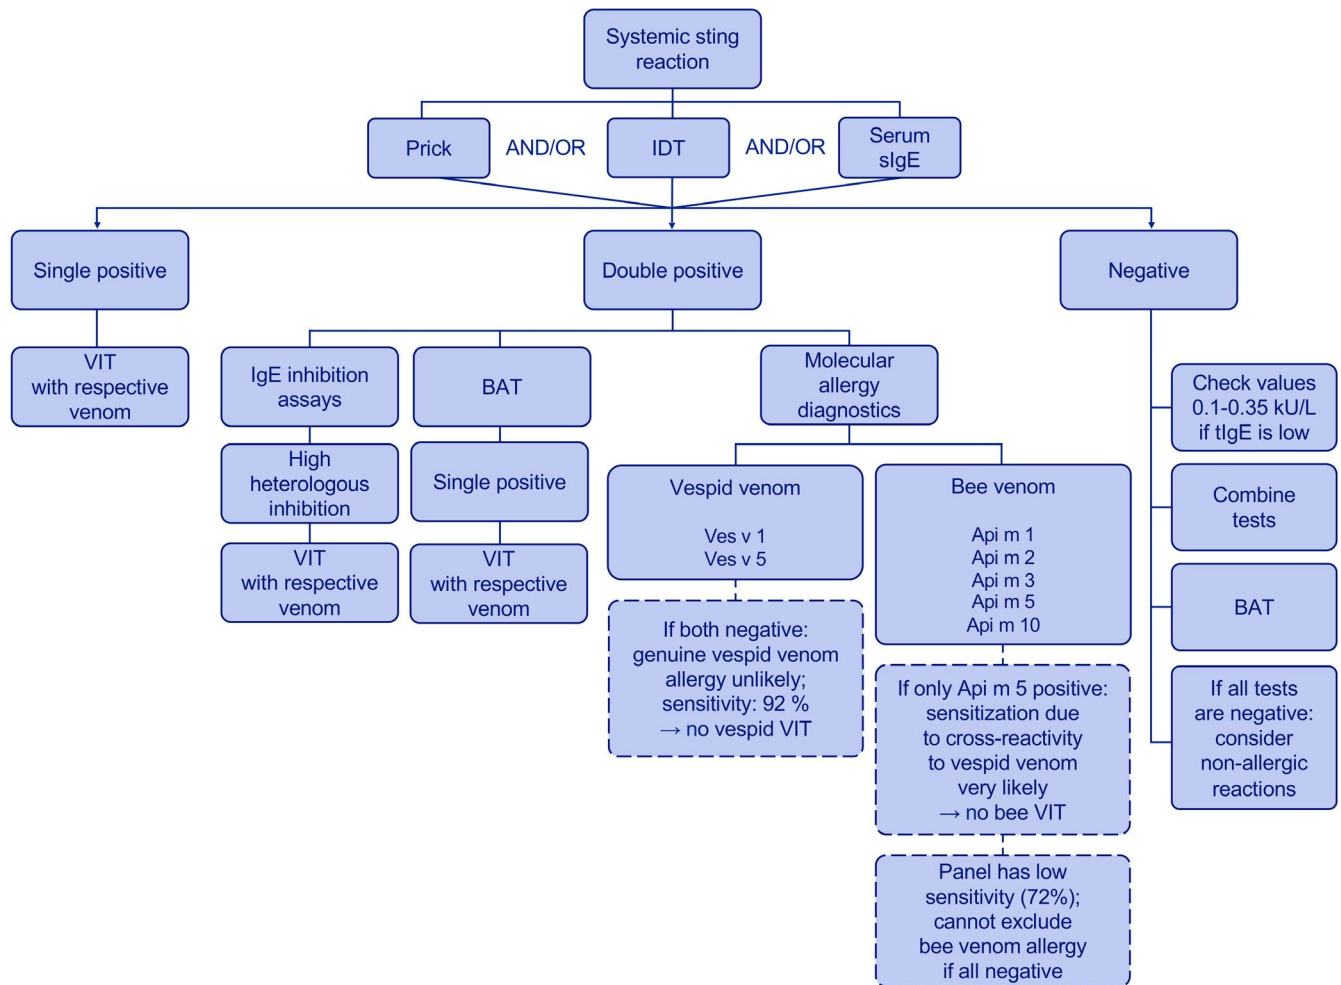 Systemic sting
reaction
Prick
AND/OR
IDT
AND/OR
Serum
sIgE
Single positive
Double positive
Negative
VIT
with respective
venom
IgE inhibition
assays
High
heterologous
inhibition
VIT
with respective
venom
BAT
Single positive
VIT
with respective
venom
Molecular
allergy
diagnostics
Vespid venom
Ves v 1
Ves v 5
If both negative:
genuine vespid venom
allergy unlikely;
sensitivity: 92 %
→ no vespid VIT
Bee venom
Api m 1
Api m 2
Api m 3
Api m 5
Api m 10
If only Api m 5 positive:
sensitization due
to cross-reactivity
to vespid venom
very likely
→ no bee VIT
Panel has low
sensitivity (72%);
cannot exclude
bee venom allergy
if all negative
Check values
0.1-0.35 kU/L
if tIgE is low
Combine
tests
BAT
If all tests
are negative:
consider
non-allergic
reactions